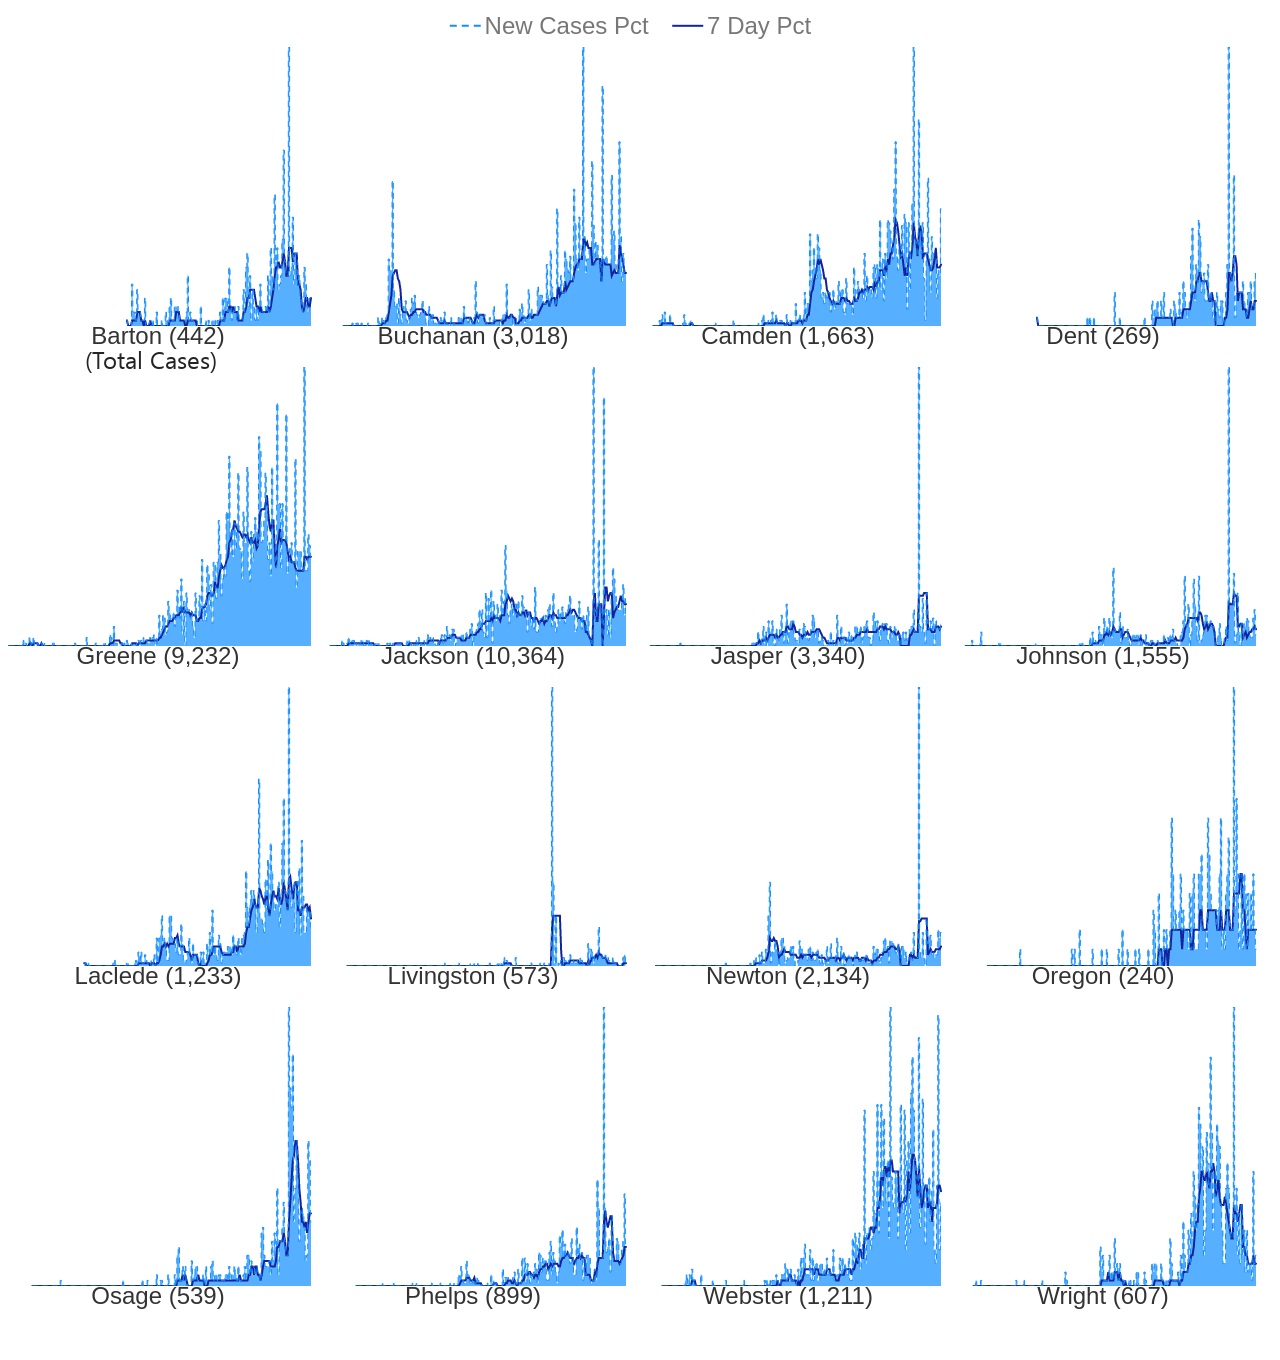 New Cases Pct 7 Day Pct
Barton (442) Buchanan (3,018) Camden (1,663) Dent (269)
(Total Cases)
Greene (9,232) Jackson (10,364) Jasper (3,340) Johnson (1,555)
Laclede (1,233) Livingston (573) Newton (2,134) Oregon (240)
Osage (539) Phelps (899) Webster (1,211) Wright (607)